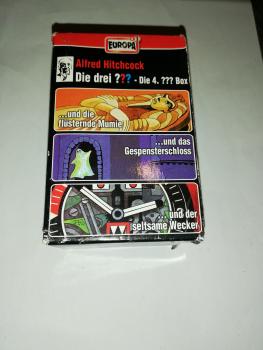 EUROPA
Alfred Hitchcock
Die drei ??? - Die 4. ??? Box
...und die
flüsternde Mumie
...und das
Gespensterschloss
...und der
seltsame Wecker